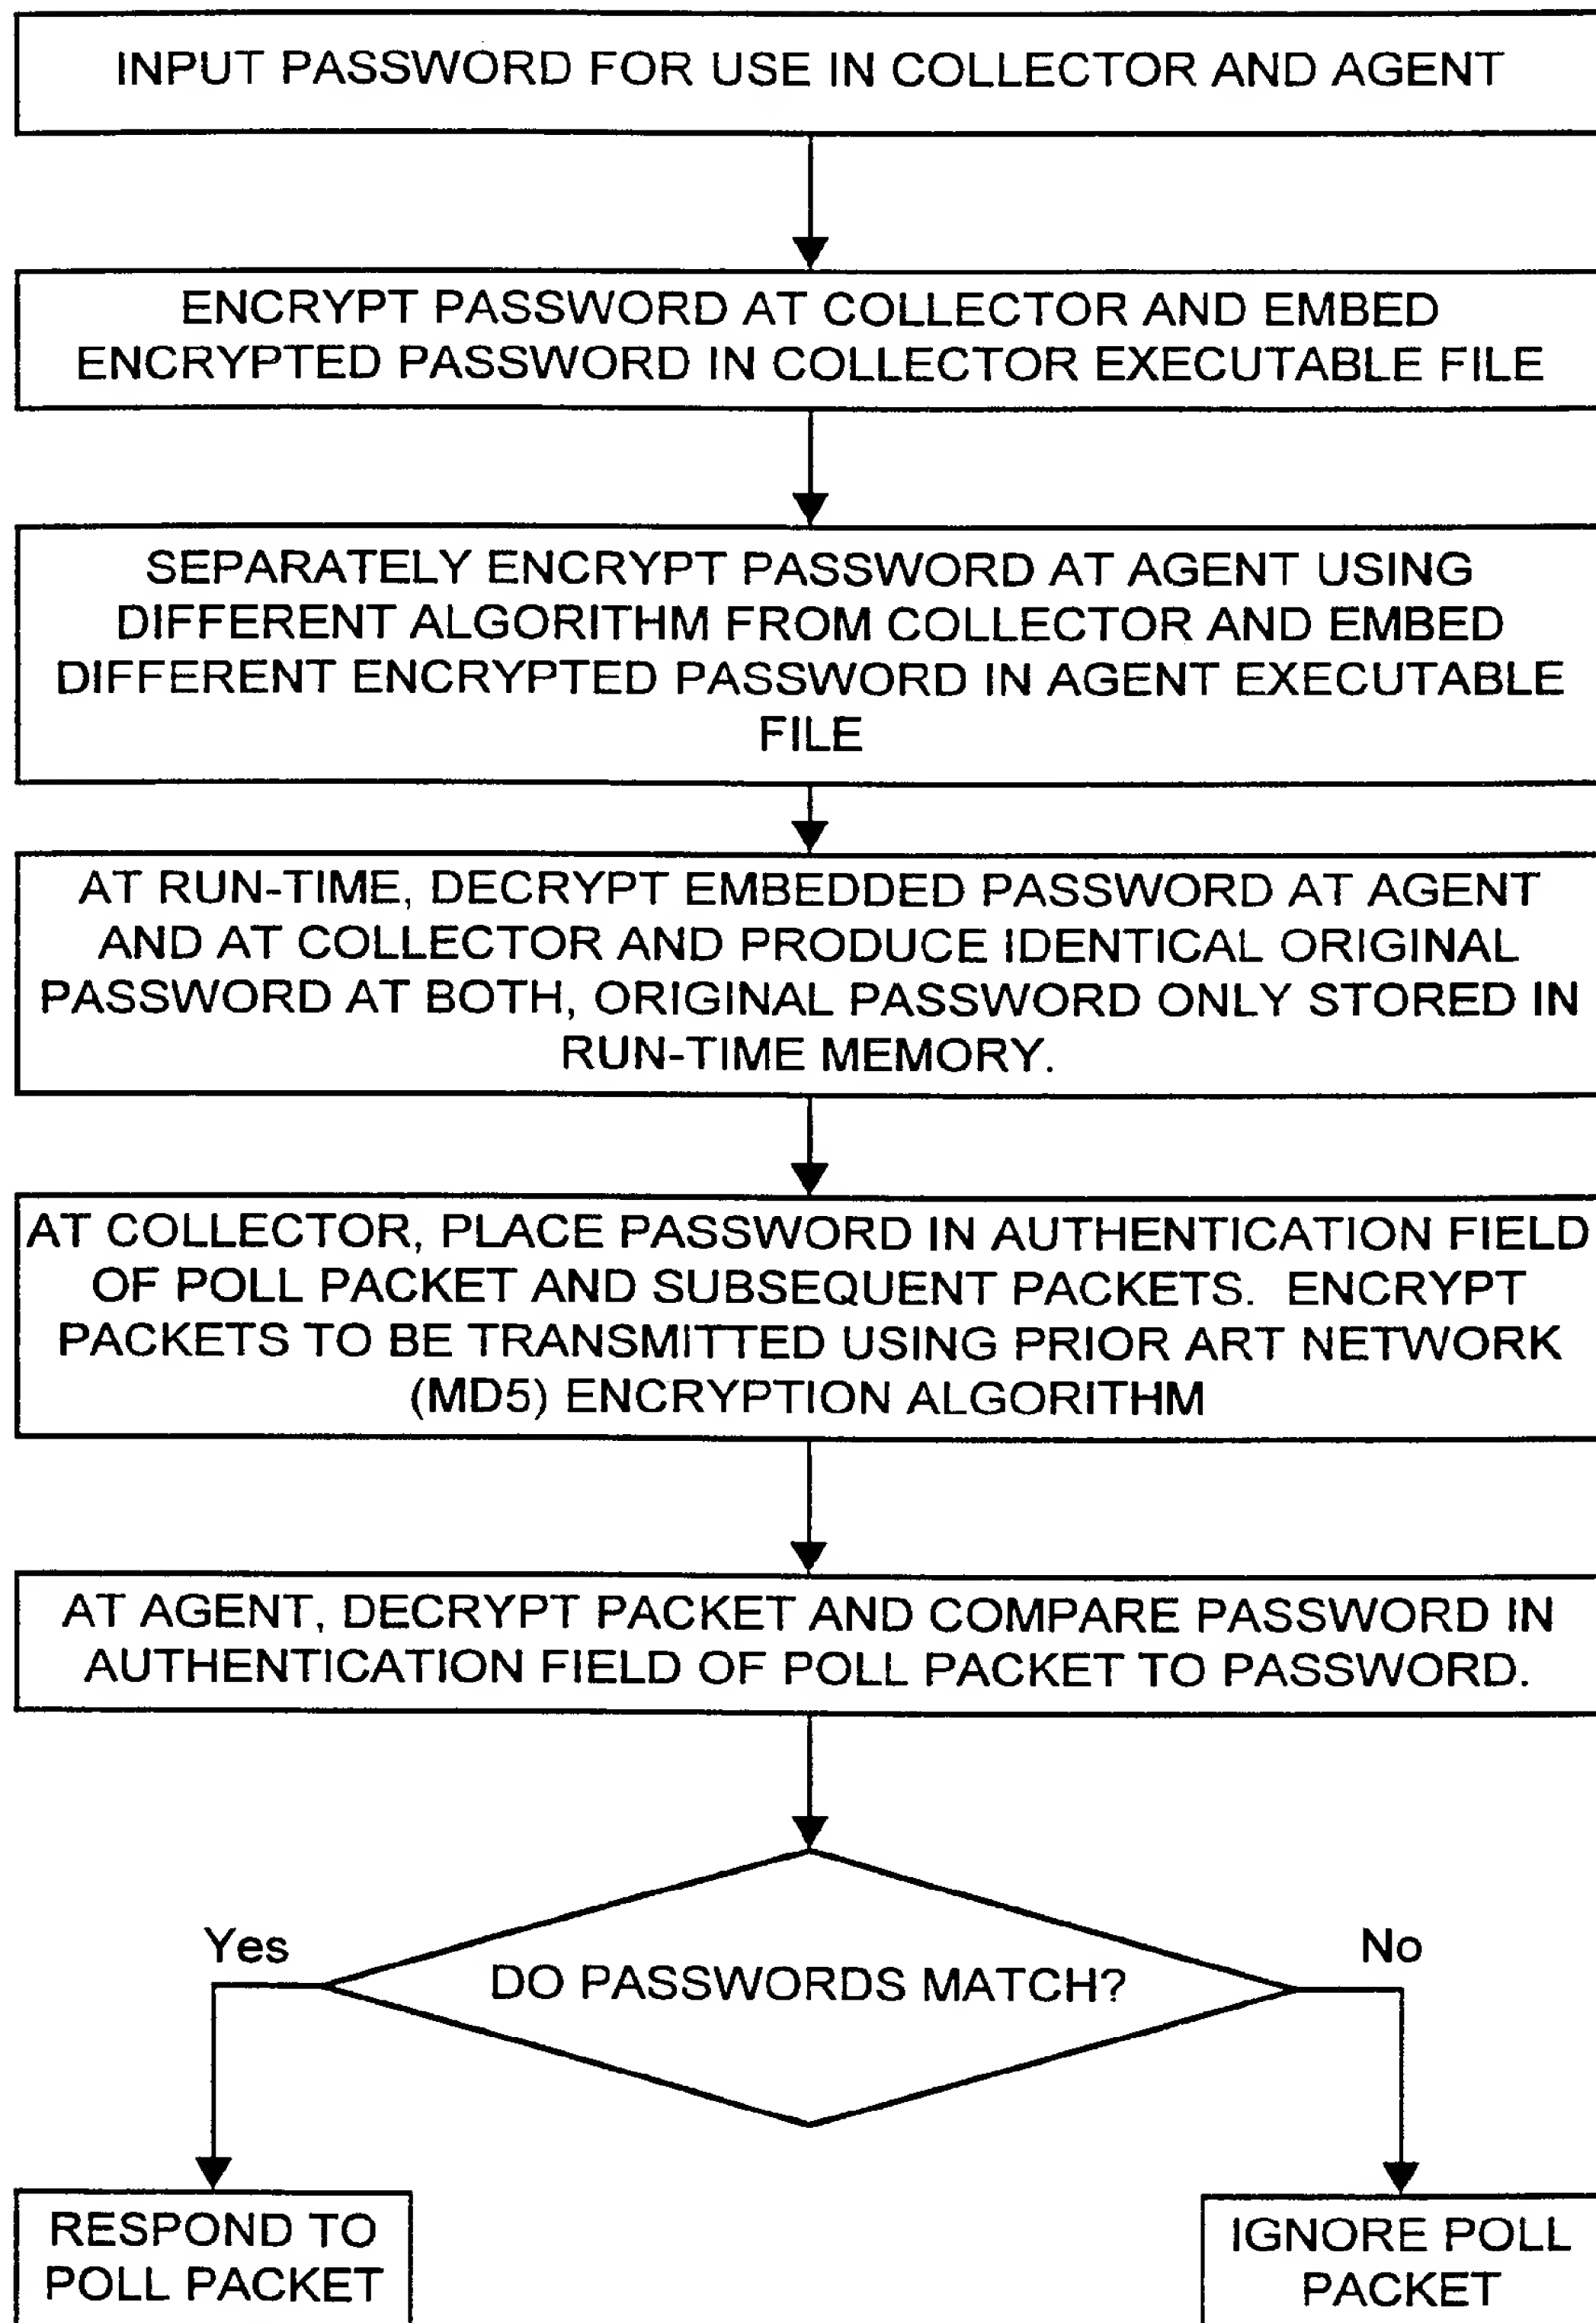 INPUT PASSWORD FOR USE IN COLLECTOR AND AGENT
ENCRYPT PASSWORD AT COLLECTOR AND EMBED
ENCRYPTED PASSWORD IN COLLECTOR EXECUTABLE FILE
SEPARATELY ENCRYPT PASSWORD AT AGENT USING
DIFFERENT ALGORITHM FROM COLLECTOR AND EMBED
DIFFERENT ENCRYPTED PASSWORD IN AGENT EXECUTABLE
FILE
AT RUN-TIME, DECRYPT EMBEDDED PASSWORD AT AGENT
AND AT COLLECTOR AND PRODUCE IDENTICAL ORIGINAL
PASSWORD AT BOTH, ORIGINAL PASSWORD ONLY STORED IN
RUN-TIME MEMORY.
AT COLLECTOR, PLACE PASSWORD IN AUTHENTICATION FIELD
OF POLL PACKET AND SUBSEQUENT PACKETS. ENCRYPT
PACKETS TO BE TRANSMITTED USING PRIOR ART NETWORK
(MD5) ENCRYPTION ALGORITHM
AT AGENT, DECRYPT PACKET AND COMPARE PASSWORD IN
AUTHENTICATION FIELD OF POLL PACKET TO PASSWORD.
Yes
No
DO PASSWORDS MATCH?
RESPOND TO
POLL PACKET
IGNORE POLL
PACKET